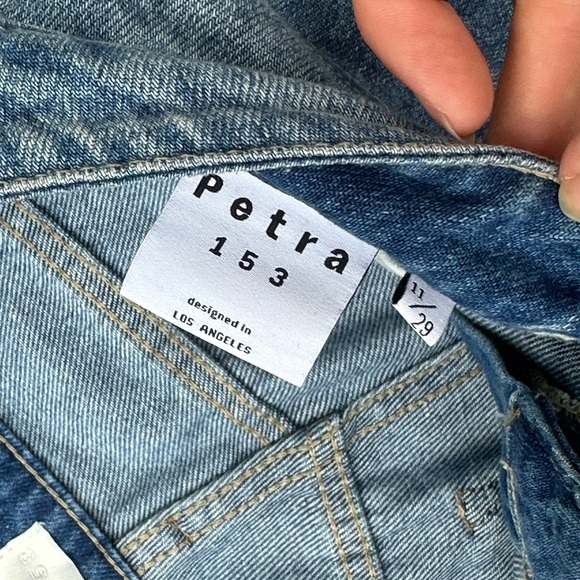 Petra
153
designed in
LOS ANGELES
11/29